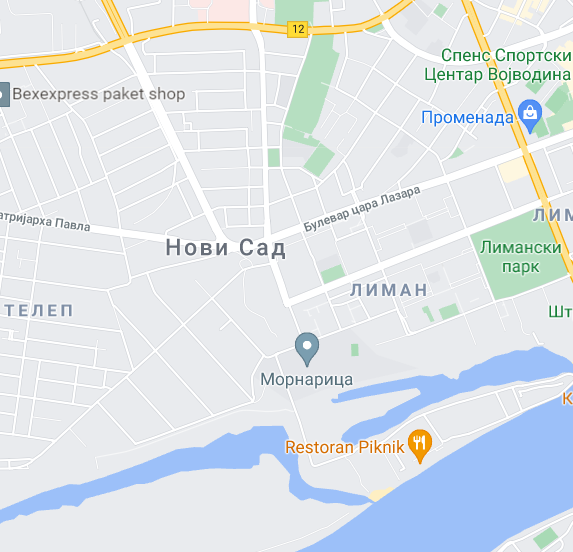 12
Спенс Спортски
Центар Војводина
Bexexpress paket shop
Променада
Булевар цара Лазара
атријарха Павла
ЛИМ
Нови Сад
Лимански
парк
ЛИМАН
ТЕЛЕП
Шт
Морнарица
К
Restoran Piknik